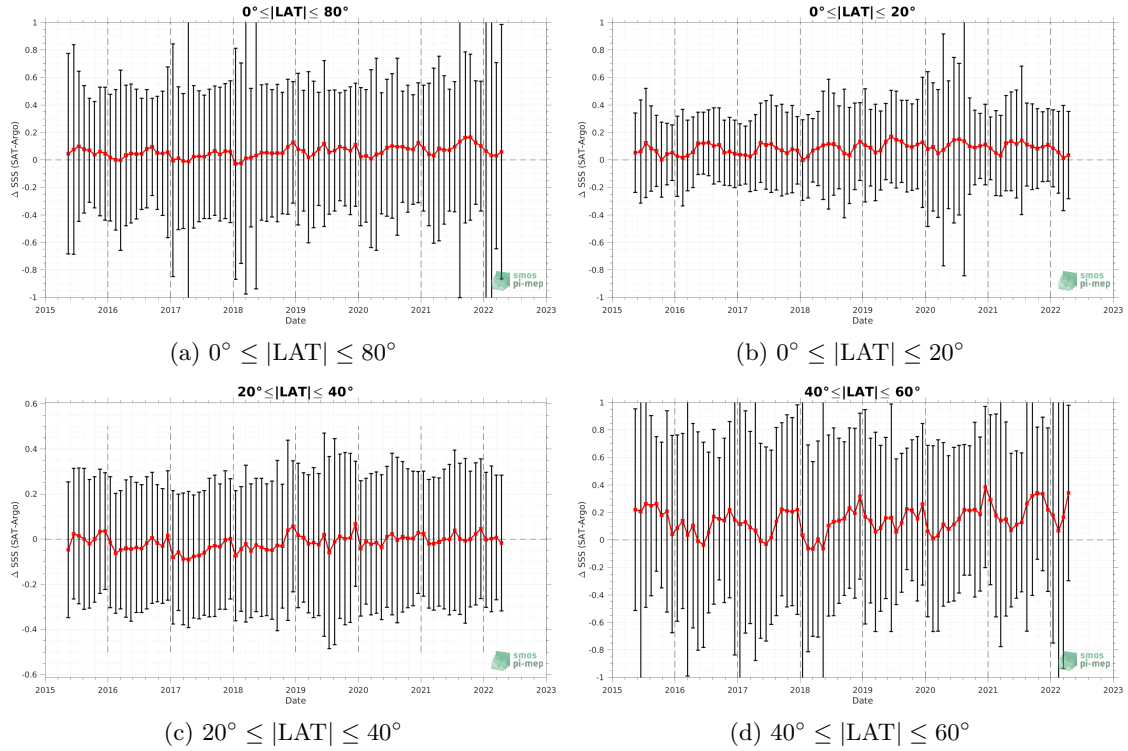 0°≤|LAT|≤ 80°
Δ SSS (SAT-Argo)
1
0.8
0.6
0.4
0.2
0
-0.2
-0.4
-0.6
-0.8
-1
2015 2016 2017 2018 2019 2020 2021 2022 2023
Date
smos
pi-mep
(a) 0° ≤ |LAT| ≤ 80°
0°≤|LAT|≤ 20°
Δ SSS (SAT-Argo)
1
0.8
0.6
0.4
0.2
0
-0.2
-0.4
-0.6
-0.8
-1
2015 2016 2017 2018 2019 2020 2021 2022 2023
Date
smos
pi-mep
(b) 0° ≤ |LAT| ≤ 20°
20°≤|LAT|≤ 40°
Δ SSS (SAT-Argo)
0.6
0.4
0.2
0
-0.2
-0.4
-0.6
2015 2016 2017 2018 2019 2020 2021 2022 2023
Date
smos
pi-mep
(c) 20° ≤ |LAT| ≤ 40°
40°≤|LAT|≤ 60°
Δ SSS (SAT-Argo)
1
0.8
0.6
0.4
0.2
0
-0.2
-0.4
-0.6
-0.8
-1
2015 2016 2017 2018 2019 2020 2021 2022 2023
Date
smos
pi-mep
(d) 40° ≤ |LAT| ≤ 60°